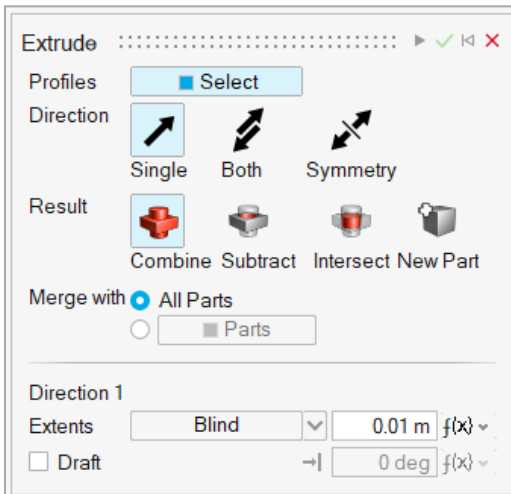 Extrude
Profiles Select
Direction
Single Both Symmetry
Result
Combine Subtract Intersect New Part
Merge with All Parts
Parts
Direction 1
Extents Blind 0.01 m f(x)
Draft 0 deg f(x)